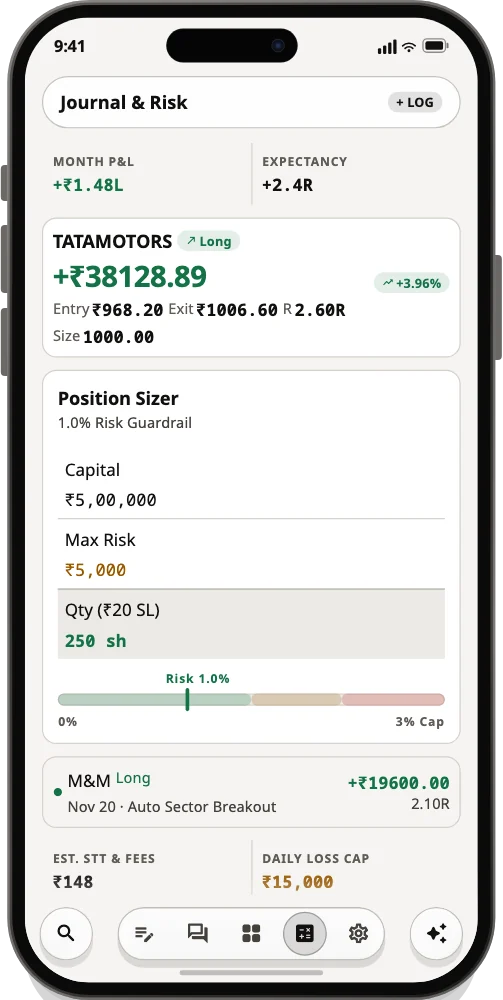 9:41
Journal & Risk
+ LOG
MONTH P&L
+₹1.48L
EXPECTANCY
+2.4R
TATAMOTORS
Long
+₹38128.89
+3.96%
Entry ₹968.20 Exit ₹1006.60 R 2.60R
Size 1000.00
Position Sizer
1.0% Risk Guardrail
Capital
₹5,00,000
Max Risk
₹5,000
Qty (₹20 SL)
250 sh
Risk 1.0%
0%
3% Cap
M&M Long
+₹19600.00
Nov 20 · Auto Sector Breakout
2.10R
EST. STT & FEES
₹148
DAILY LOSS CAP
₹15,000